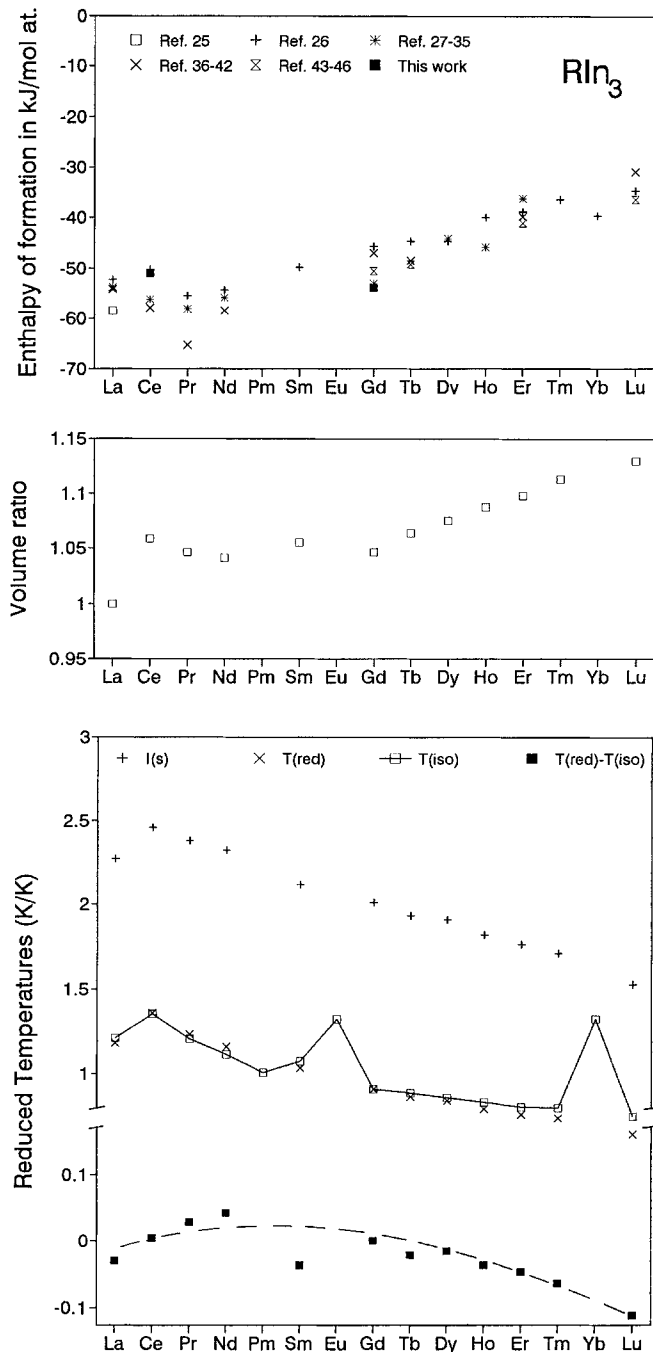 Enthalpy of formation in kJ/mol at.
0
-10
-20
-30
-40
-50
-60
-70
Ref. 25 Ref. 26 Ref. 27-35
Ref. 36-42 Ref. 43-46 This work
RIn3
La Ce Pr Nd Pm Sm Eu Gd Tb Dy Ho Er Tm Yb Lu
Volume ratio
1.15
1.1
1.05
1
0.95
La Ce Pr Nd Pm Sm Eu Gd Tb Dy Ho Er Tm Yb Lu
Reduced Temperatures (K/K)
3
2.5
2
1.5
1
0.1
0
-0.1
I(s) T(red) T(iso) T(red)-T(iso)
La Ce Pr Nd Pm Sm Eu Gd Tb Dy Ho Er Tm Yb Lu